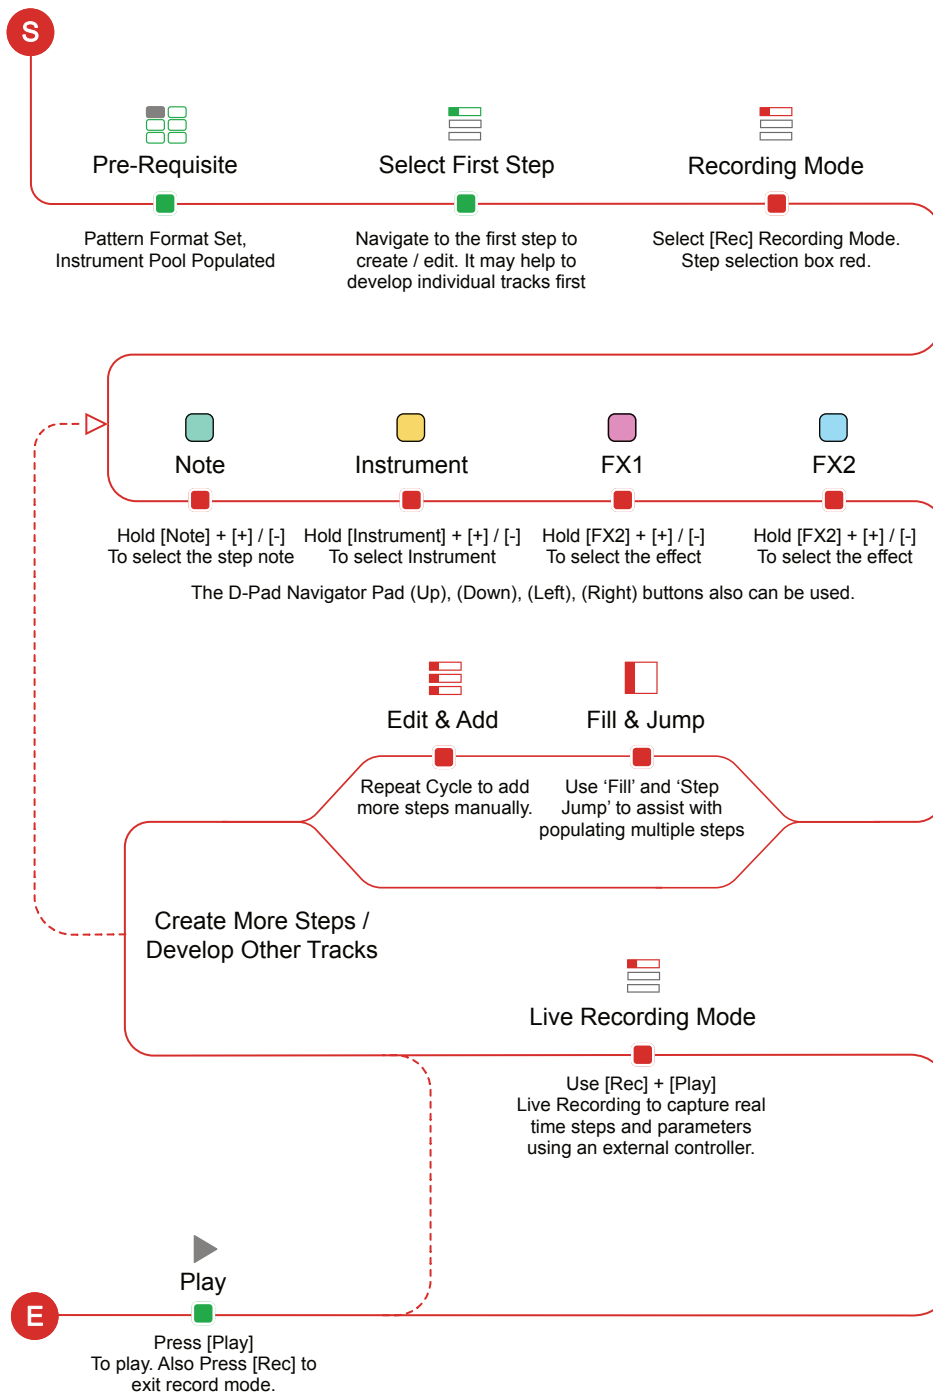 S
Pre-Requisite
Pattern Format Set,
Instrument Pool Populated
Select First Step
Navigate to the first step to
create / edit. It may help to
develop individual tracks first
Recording Mode
Select [Rec] Recording Mode.
Step selection box red.
Note
Hold [Note] + [+] / [-]
To select the step note
Instrument
Hold [Instrument] + [+] / [-]
To select Instrument
FX1
Hold [FX2] + [+] / [-]
To select the effect
FX2
Hold [FX2] + [+] / [-]
To select the effect
The D-Pad Navigator Pad (Up), (Down), (Left), (Right) buttons also can be used.
Edit & Add
Repeat Cycle to add
more steps manually.
Fill & Jump
Use ‘Fill’ and ‘Step
Jump’ to assist with
populating multiple steps
Create More Steps /
Develop Other Tracks
Live Recording Mode
Use [Rec] + [Play]
Live Recording to capture real
time steps and parameters
using an external controller.
Play
E
Press [Play]
To play. Also Press [Rec] to
exit record mode.